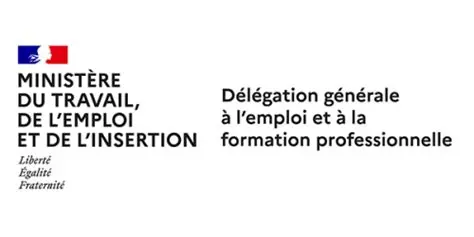 MINISTÈRE
DU TRAVAIL,
DE L'EMPLOI
ET DE L'INSERTION
Liberté
Égalité
Fraternité
Délégation générale
à l'emploi et à la
formation professionnelle